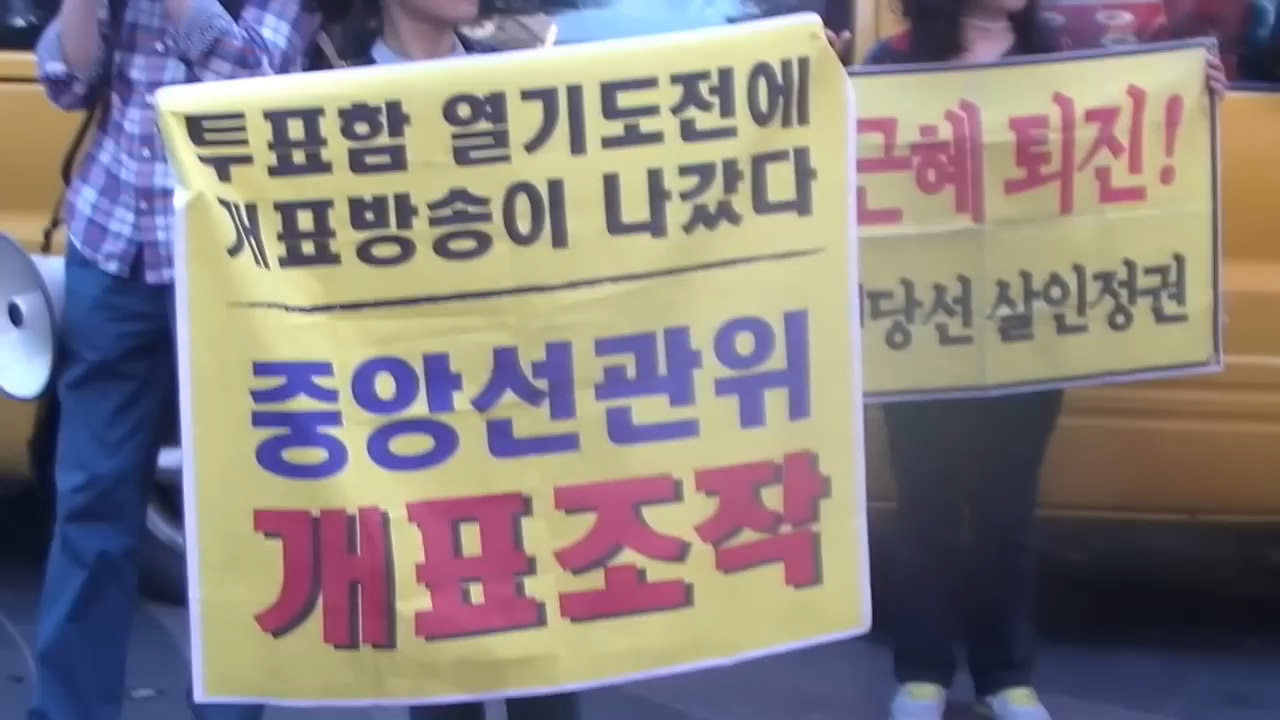 투표함 열기도전에
개표방송이 나갔다
중앙선관위
개표조작
근혜 퇴진!
당선 살인정권